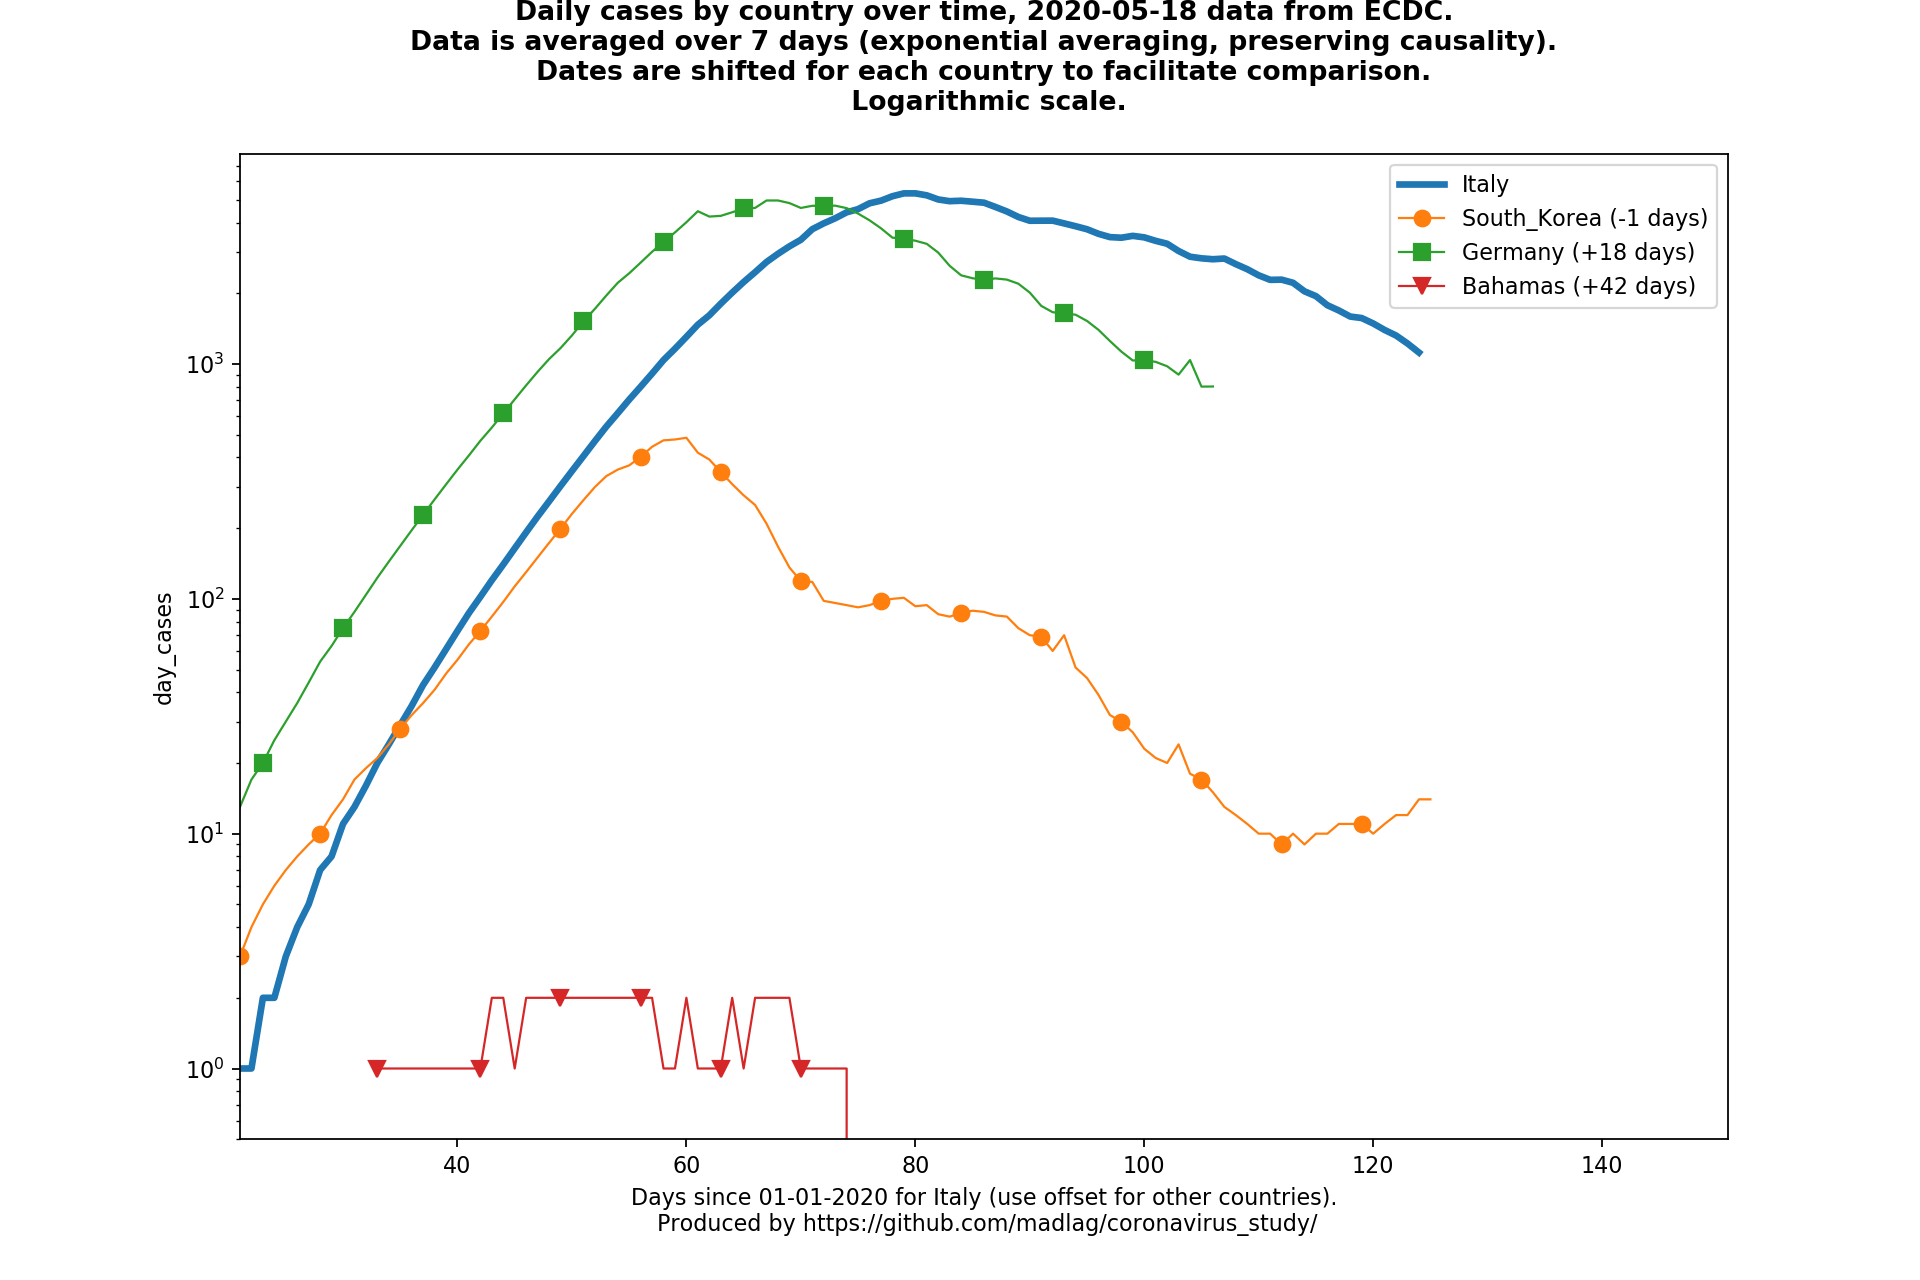 Daily cases by country over time, 2020-05-18 data from ECDC.
Data is averaged over 7 days (exponential averaging, preserving causality).
Dates are shifted for each country to facilitate comparison.
Logarithmic scale.
Italy
South_Korea (-1 days)
Germany (+18 days)
Bahamas (+42 days)
10³
10²
10¹
10⁰
day_cases
40 60 80 100 120 140
Days since 01-01-2020 for Italy (use offset for other countries).
Produced by https://github.com/madlag/coronavirus_study/